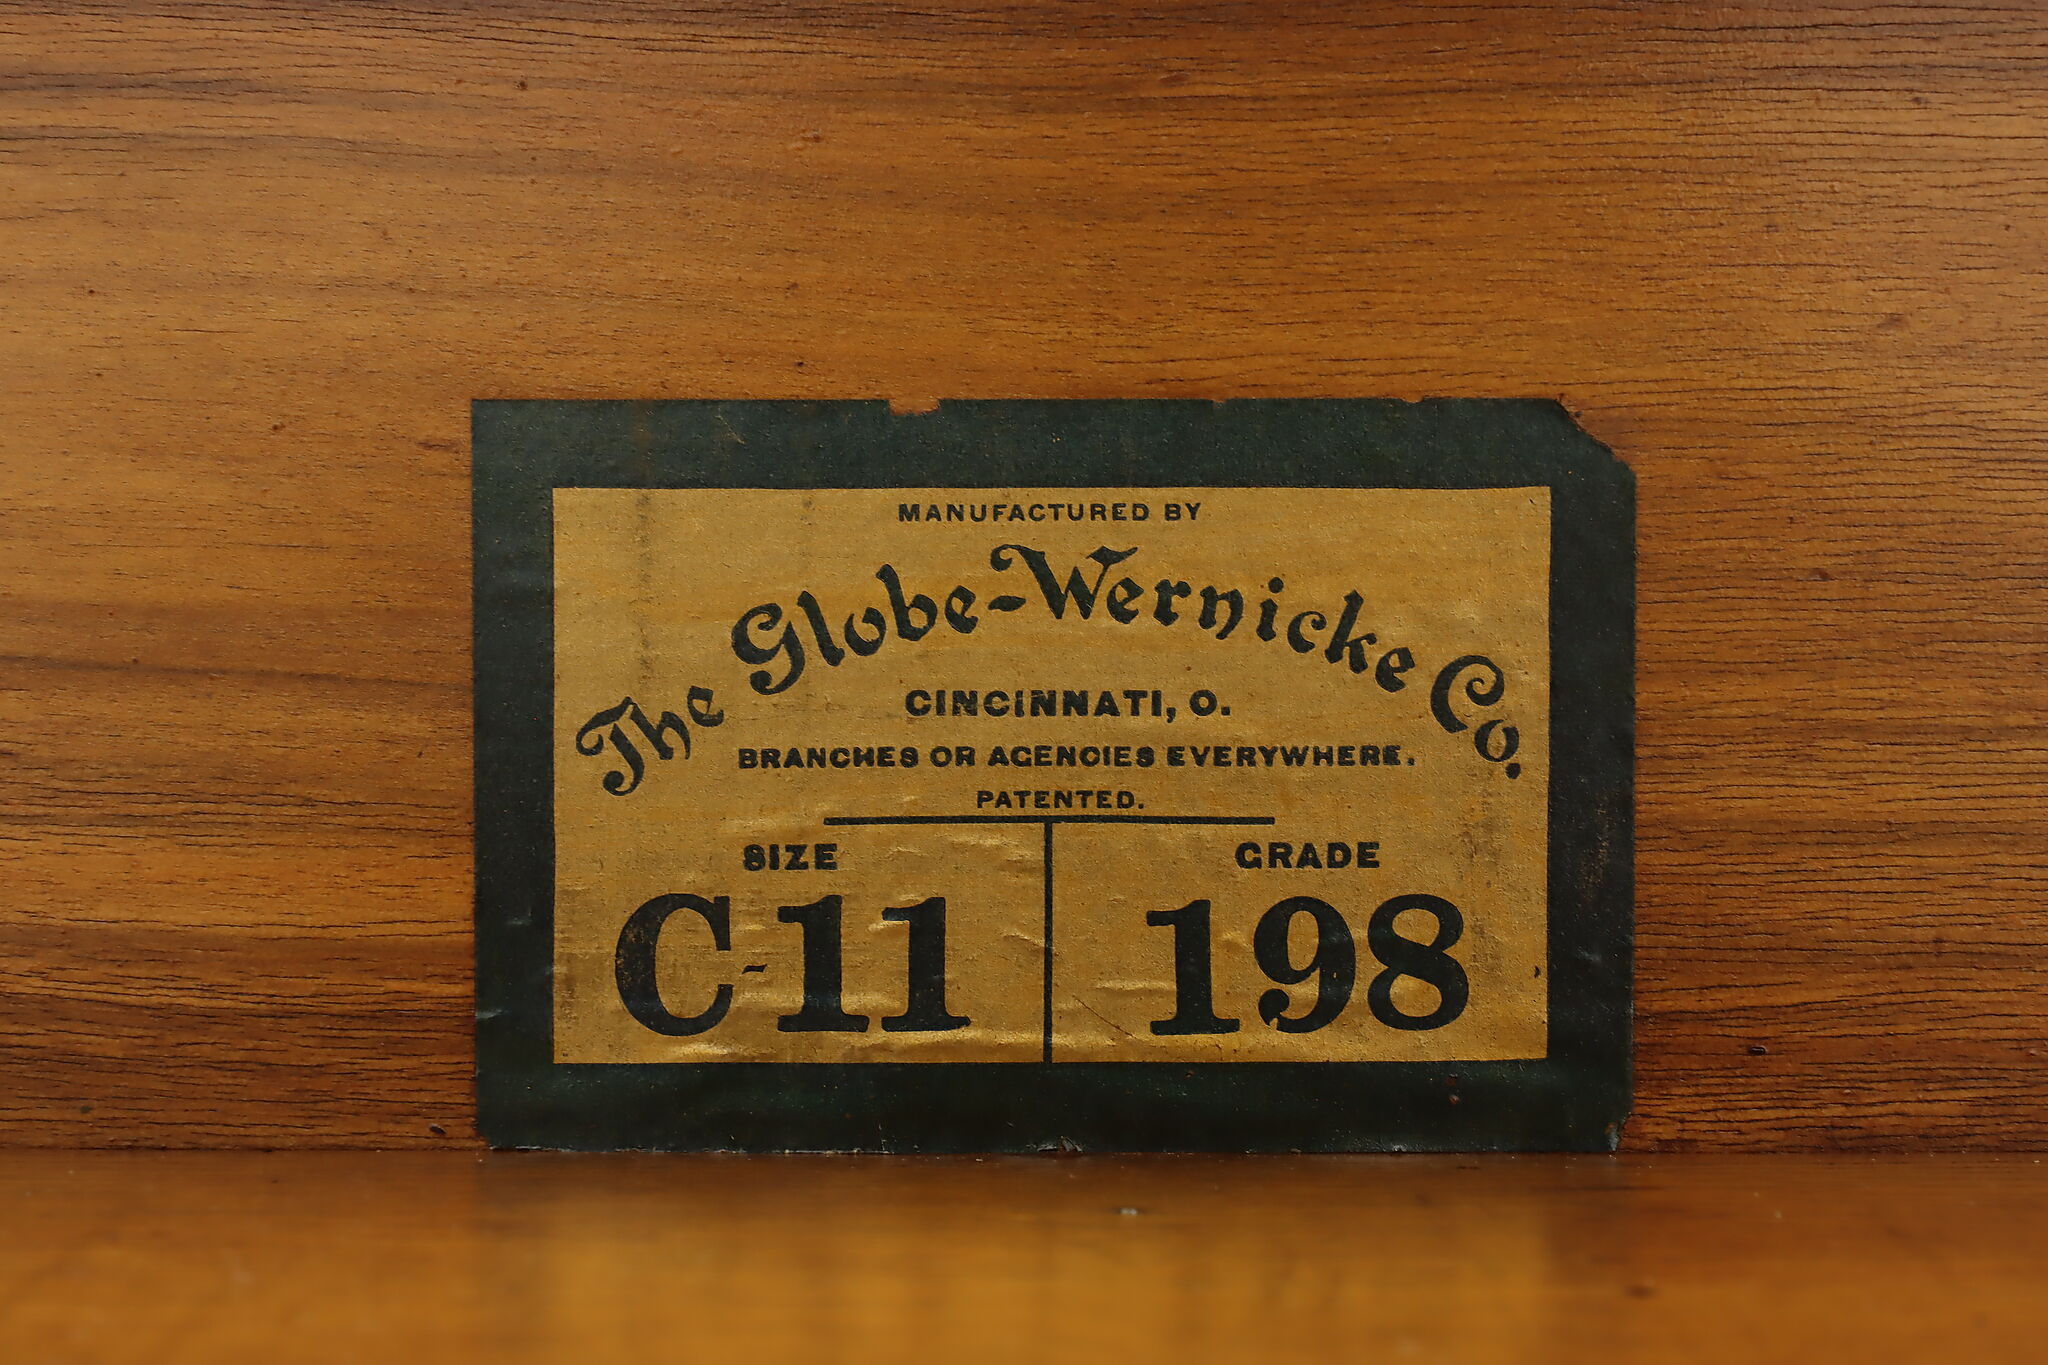 MANUFACTURED BY
The Globe-Wernicke Co.
CINCINNATI, O.
BRANCHES OR AGENCIES EVERYWHERE.
PATENTED.
SIZE GRADE
C-11 198